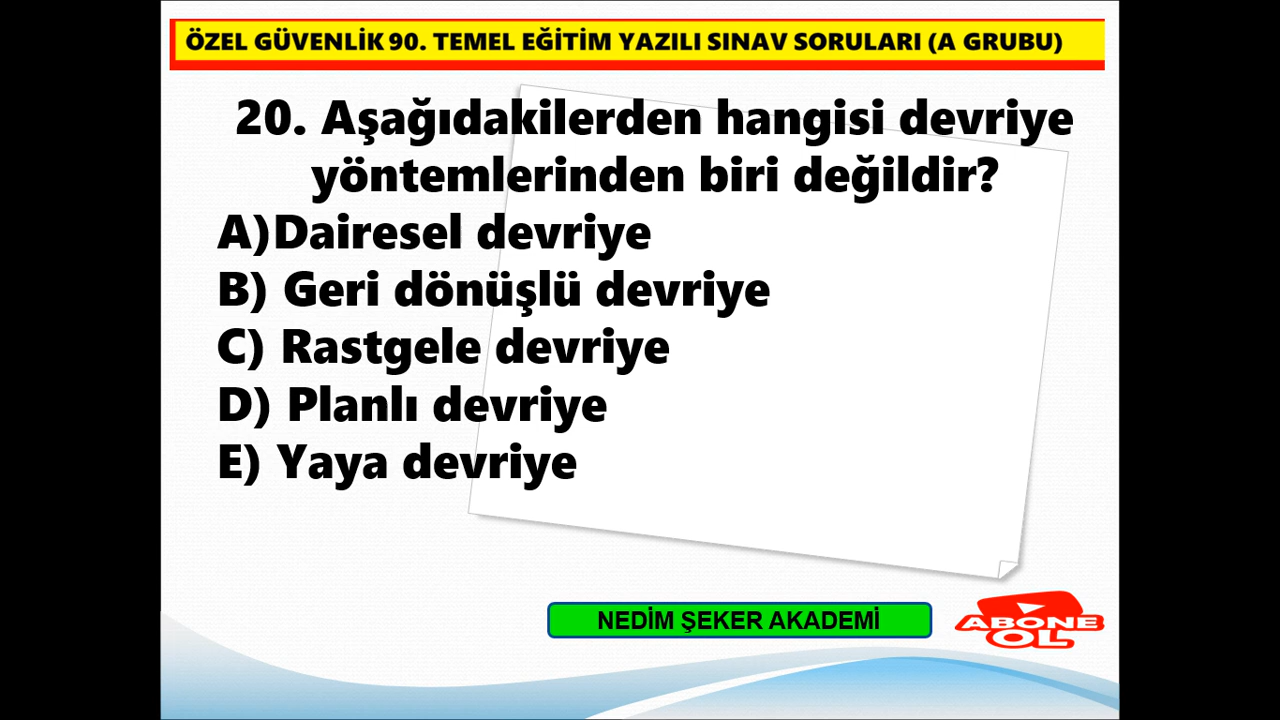 ÖZEL GÜVENLİK 90. TEMEL EĞİTİM YAZILI SINAV SORULARI (A GRUBU)
20. Aşağıdakilerden hangisi devriye
yöntemlerinden biri değildir?
A)Dairesel devriye
B) Geri dönüşlü devriye
C) Rastgele devriye
D) Planlı devriye
E) Yaya devriye
NEDİM ŞEKER AKADEMİ
ABONE
OL